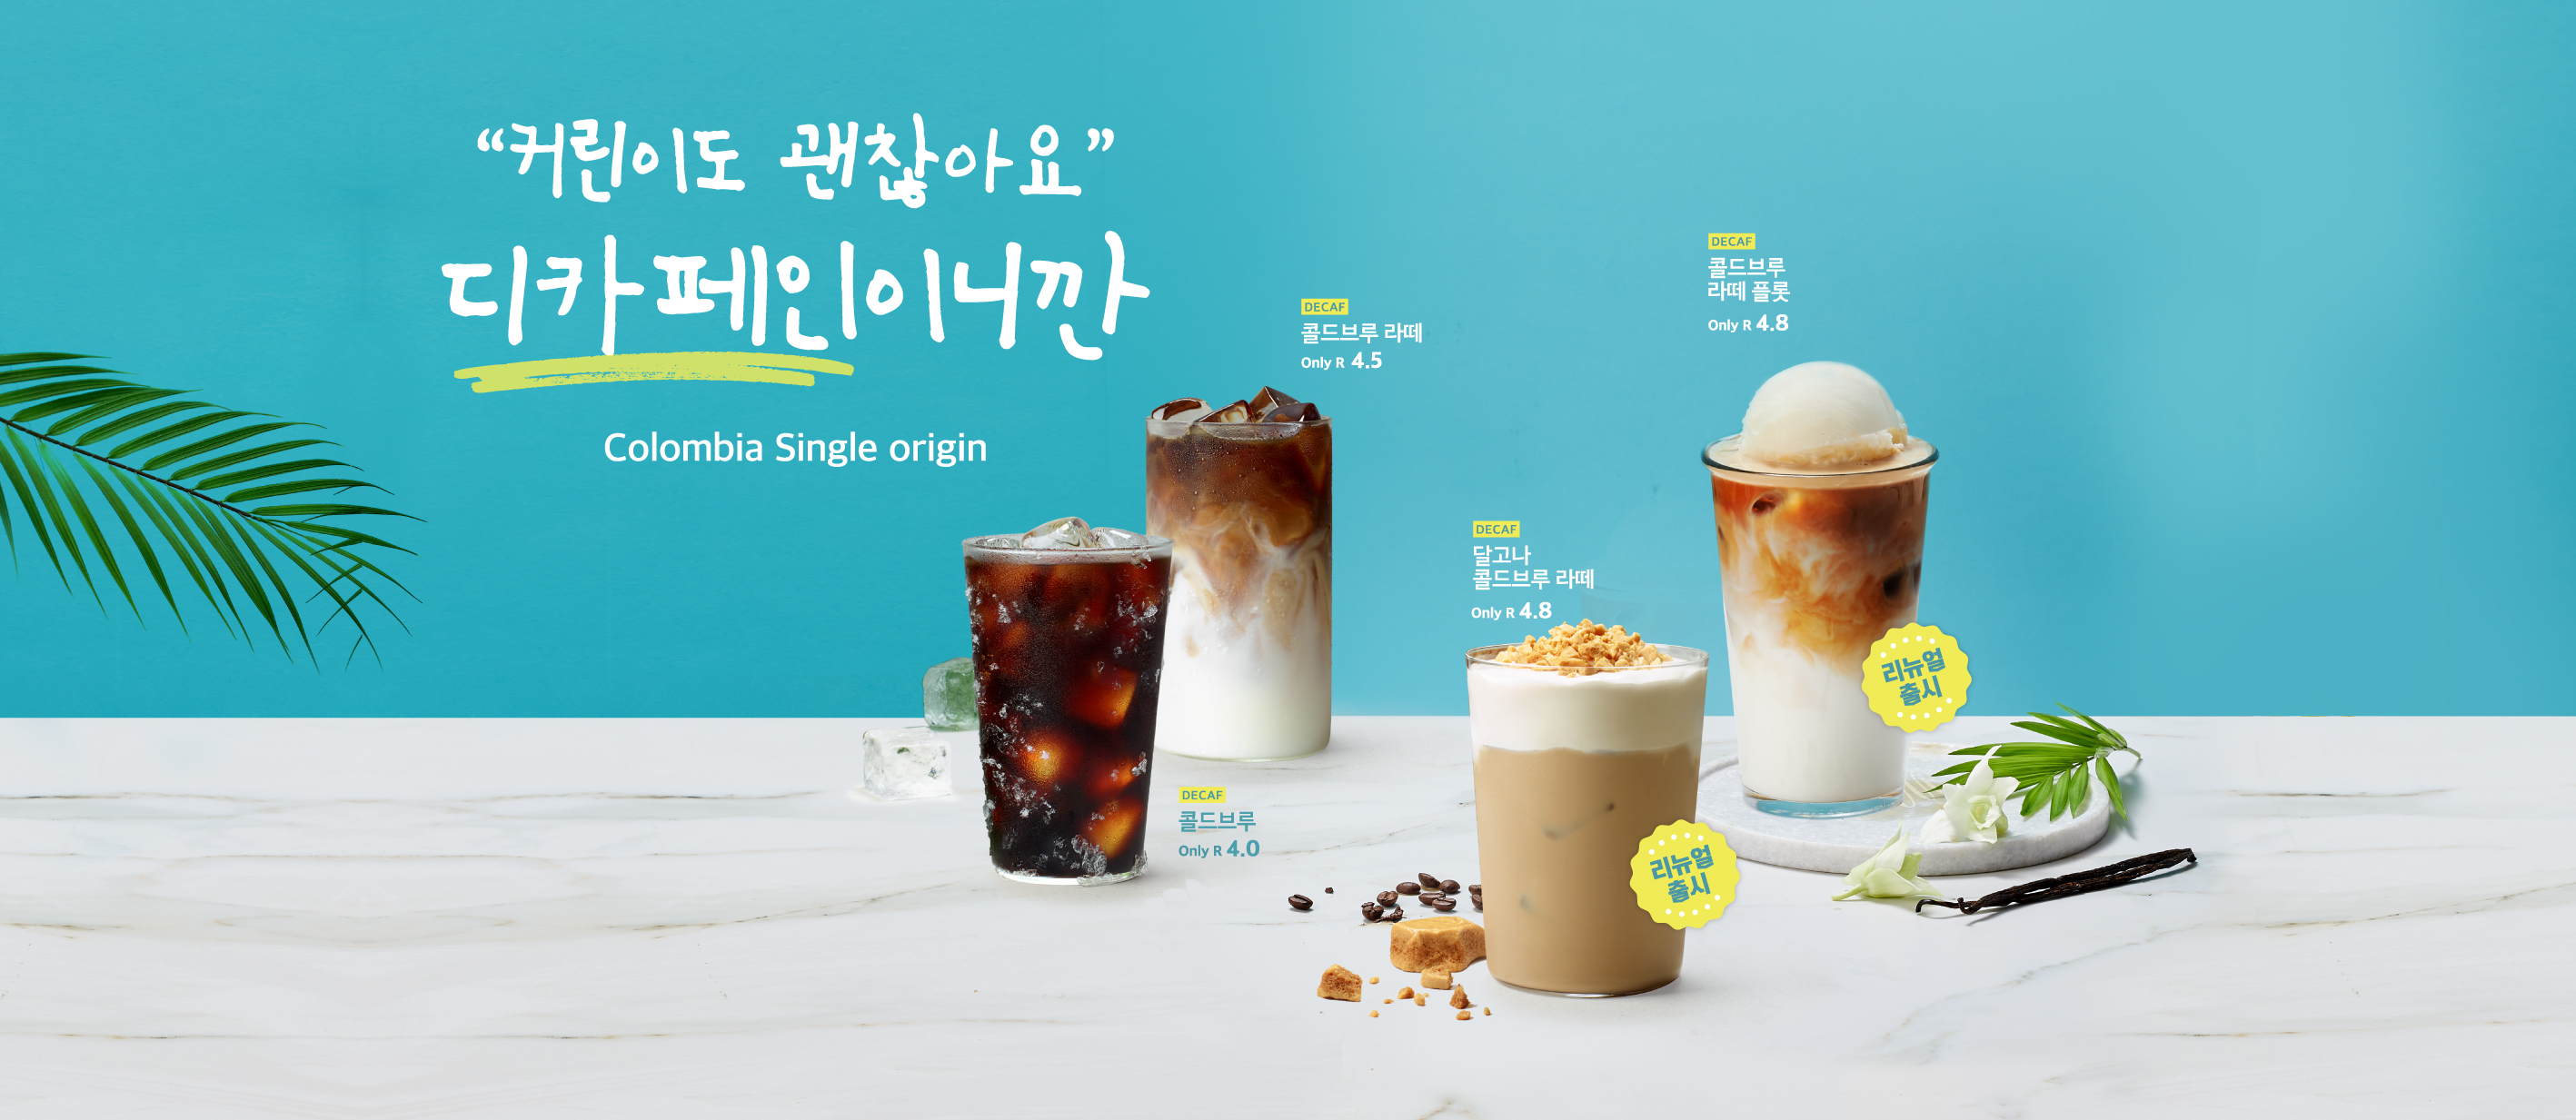 “커린이도 괜찮아요”
디카페인이니깐
Colombia Single origin
DECAF
콜드브루 라떼
Only R 4.5
DECAF
콜드브루
라떼 플롯
Only R 4.8
DECAF
달고나
콜드브루 라떼
Only R 4.8
DECAF
콜드브루
Only R 4.0
리뉴얼
출시
리뉴얼
출시